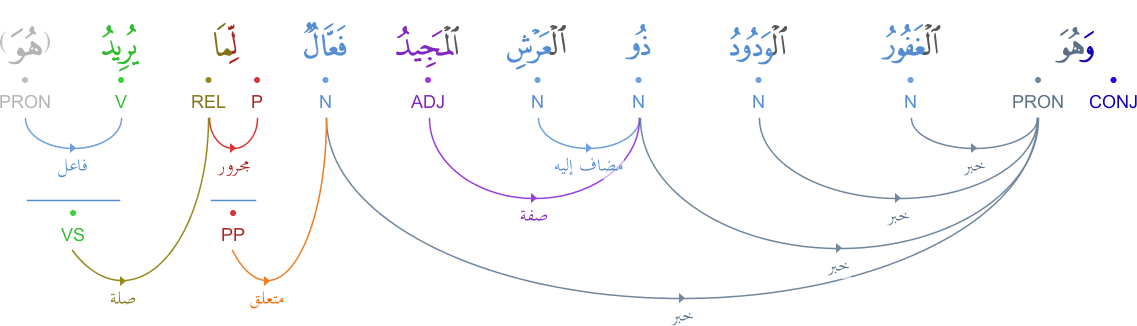 وَهُوَ ٱلْغَفُورُ ٱلْوَدُودُ ذُو ٱلْعَرْشِ ٱلْمَجِيدُ فَعَّالٌ لِّمَا يُرِيدُ (هُوَ)
CONJ PRON N N N N ADJ N P REL V PRON
خبر مضاف إليه مجرور فاعل
خبر صفة
PP VS
خبر
متعلق صلة
خبر